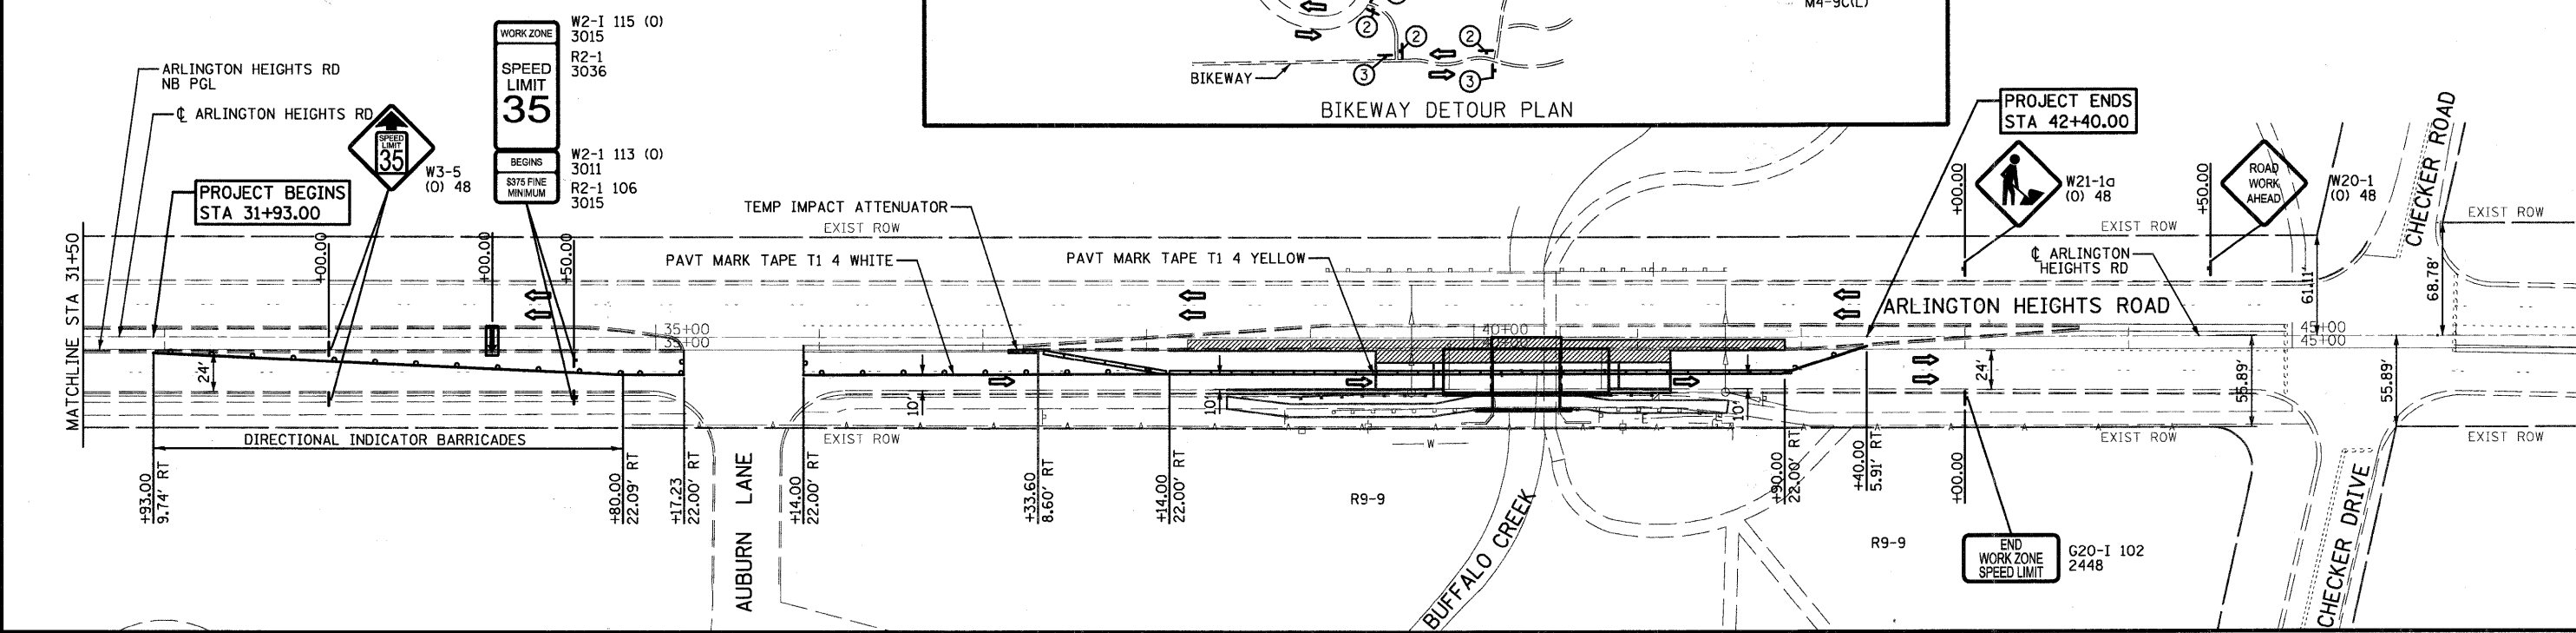 W2-I 115 (O)
3015
R2-1
3036
WORK ZONE
SPEED
LIMIT
35
BEGINS
$375 FINE
MINIMUM
W2-1 113 (O)
3011
R2-1 106
3015
ARLINGTON HEIGHTS RD
NB PGL
℄ ARLINGTON HEIGHTS RD
SPEED
LIMIT
35
W3-5
(O) 48
PROJECT BEGINS
STA 31+93.00
MATCHLINE STA 31+50
+00.00
+00.00
+50.00
24'
DIRECTIONAL INDICATOR BARRICADES
+93.00
9.74' RT
+80.00
22.09' RT
+17.23
22.00' RT
AUBURN LANE
+14.00
22.00' RT
35+00
35+00
TEMP IMPACT ATTENUATOR
EXIST ROW
PAVT MARK TAPE T1 4 WHITE
PAVT MARK TAPE T1 4 YELLOW
10'
EXIST ROW
+33.60
8.60' RT
+14.00
22.00' RT
10'
R9-9
W
BUFFALO CREEK
40+00
40+00
E
10'
+90.00
22.00' RT
+40.00
5.91' RT
+00.00
R9-9
END
WORK ZONE
SPEED LIMIT
G20-I 102
2448
M4-9C(L)
2
2
2
3
3
BIKEWAY
BIKEWAY DETOUR PLAN
PROJECT ENDS
STA 42+40.00
+00.00
W21-1a
(O) 48
+50.00
ROAD
WORK
AHEAD
W20-1
(O) 48
EXIST ROW
℄ ARLINGTON
HEIGHTS RD
ARLINGTON HEIGHTS ROAD
45+00
45+00
24'
61.11'
68.78'
55.89'
55.89'
EXIST ROW
CHECKER ROAD
EXIST ROW
CHECKER DRIVE
EXIST ROW